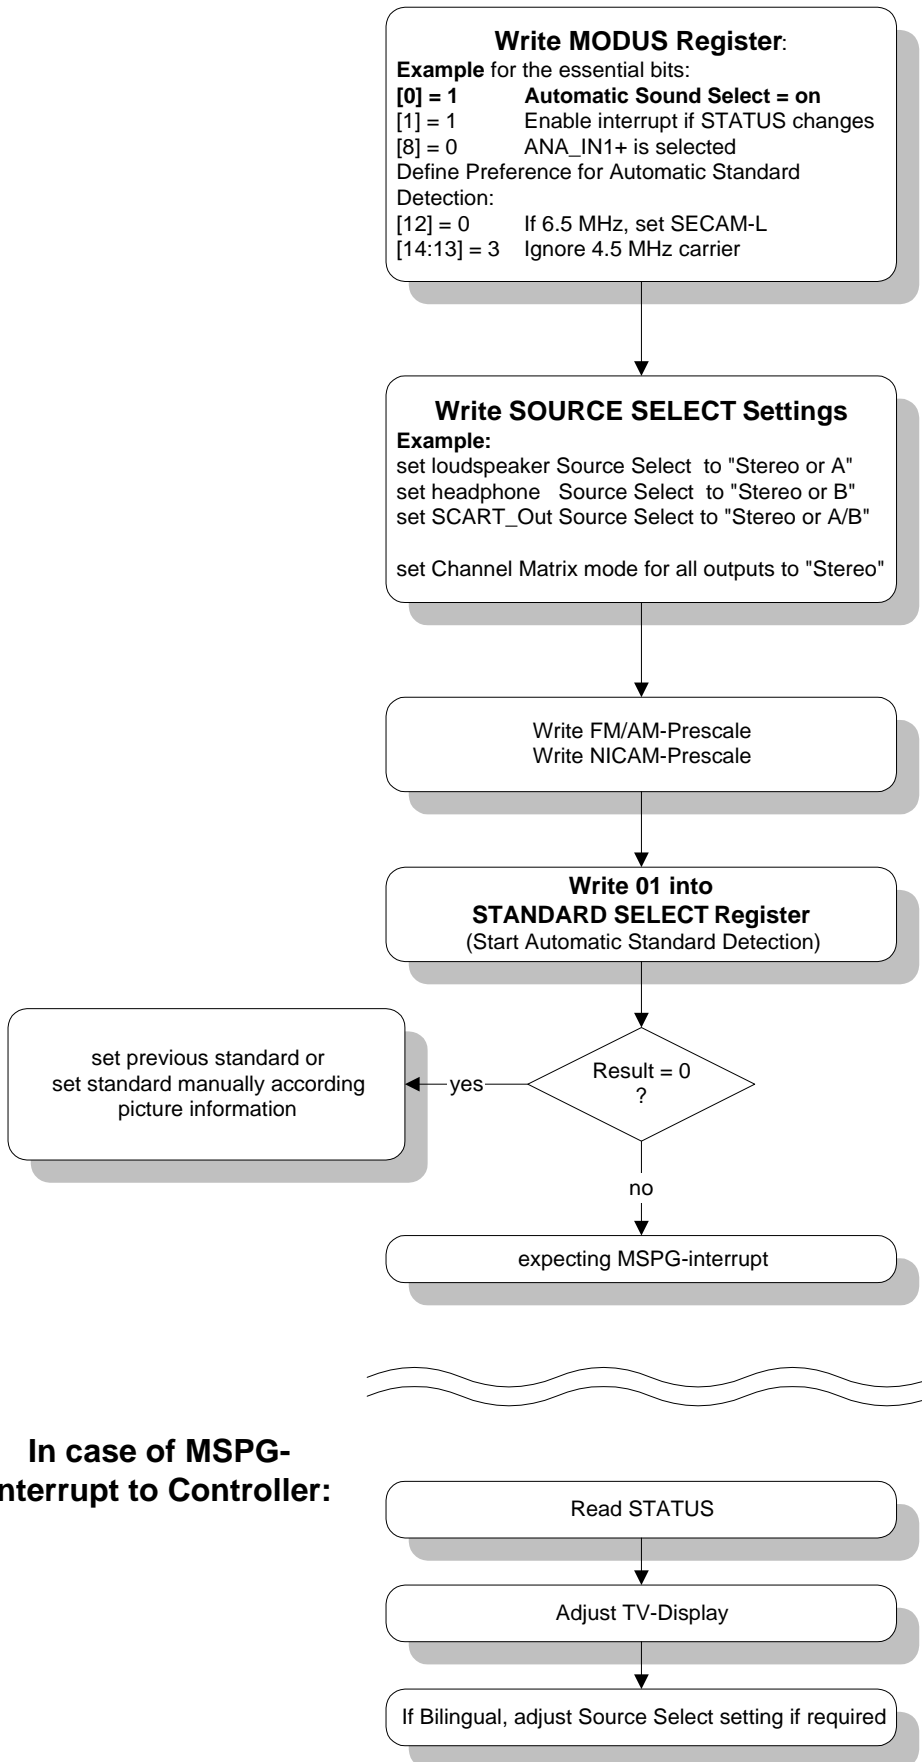 Write MODUS Register:
Example for the essential bits:
[0] = 1 Automatic Sound Select = on
[1] = 1 Enable interrupt if STATUS changes
[8] = 0 ANA_IN1+ is selected
Define Preference for Automatic Standard
Detection:
[12] = 0 If 6.5 MHz, set SECAM-L
[14:13] = 3 Ignore 4.5 MHz carrier
Write SOURCE SELECT Settings
Example:
set loudspeaker Source Select to "Stereo or A"
set headphone Source Select to "Stereo or B"
set SCART_Out Source Select to "Stereo or A/B"
set Channel Matrix mode for all outputs to "Stereo"
Write FM/AM-Prescale
Write NICAM-Prescale
Write 01 into
STANDARD SELECT Register
(Start Automatic Standard Detection)
set previous standard or
set standard manually according
picture information
yes
Result = 0
?
no
expecting MSPG-interrupt
In case of MSPG-
nterrupt to Controller:
Read STATUS
Adjust TV-Display
If Bilingual, adjust Source Select setting if required